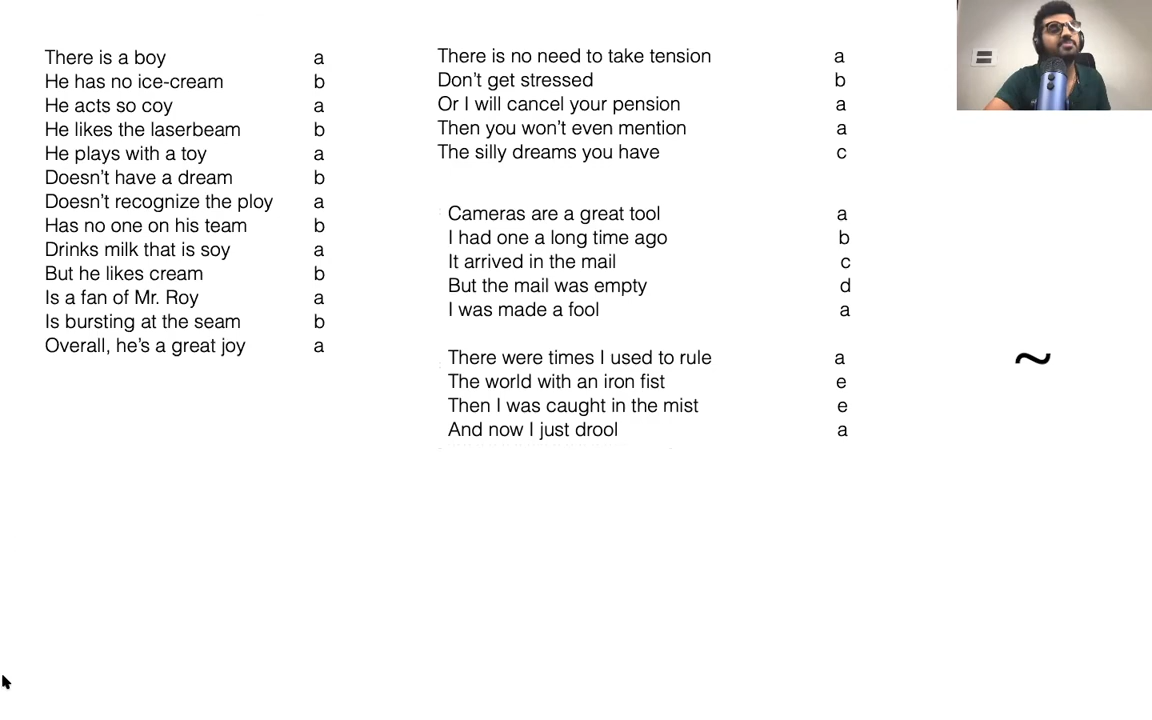 There is a boy a
He has no ice-cream b
He acts so coy a
He likes the laserbeam b
He plays with a toy a
Doesn't have a dream b
Doesn't recognize the ploy a
Has no one on his team b
Drinks milk that is soy a
But he likes cream b
Is a fan of Mr. Roy a
Is bursting at the seam b
Overall, he's a great joy a
There is no need to take tension a
Don't get stressed b
Or I will cancel your pension a
Then you won't even mention a
The silly dreams you have c
Cameras are a great tool a
I had one a long time ago b
It arrived in the mail c
But the mail was empty d
I was made a fool a
There were times I used to rule a
The world with an iron fist e
Then I was caught in the mist e
And now I just drool a
~